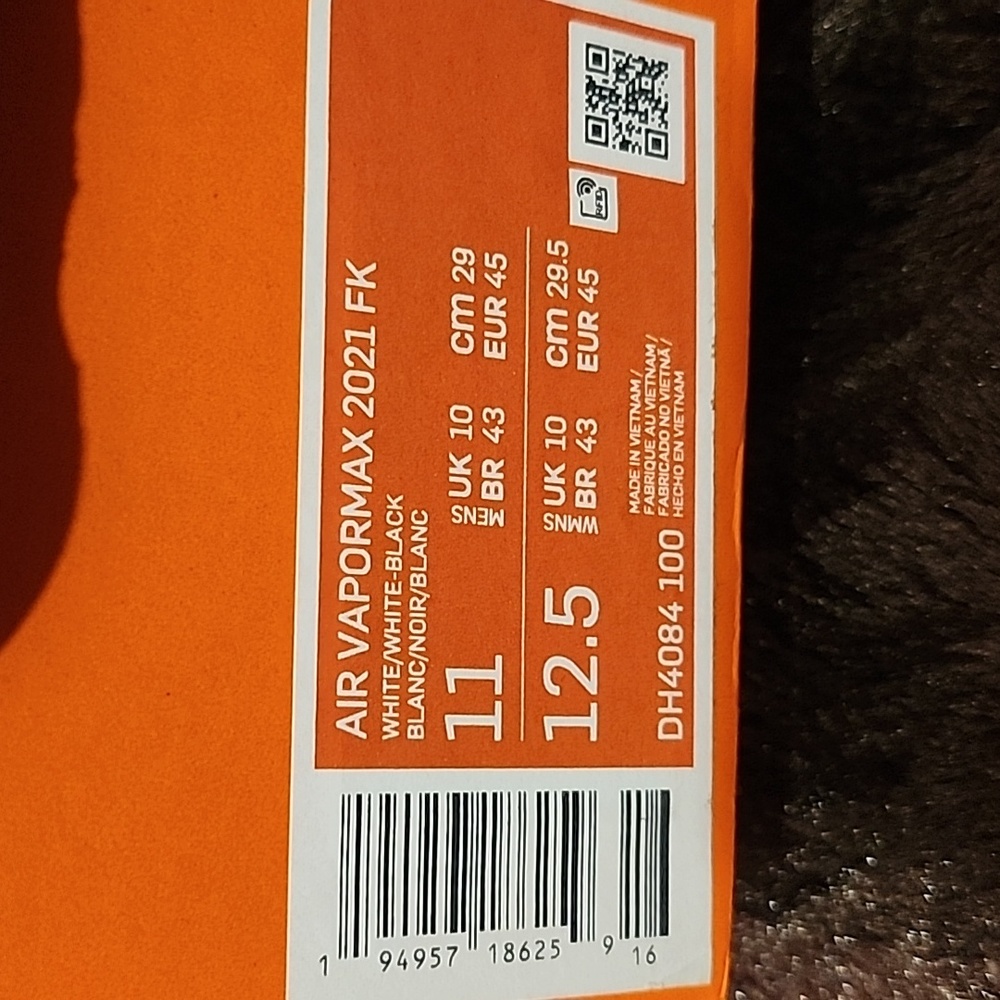 AIR VAPORMAX 2021 FK
WHITE/WHITE-BLACK
BLANC/NOIR/BLANC
11
MENS
UK 10 cm 29
BR 43 EUR 45
12.5
WMNS
UK 10 cm 29.5
BR 43 EUR 45
RFID
DH4084 100
MADE IN VIETNAM /
FABRIQUE AU VIETNAM /
FABRICADO NO VIETNÃ /
HECHO EN VIETNAM
1 94957 18625 9 16